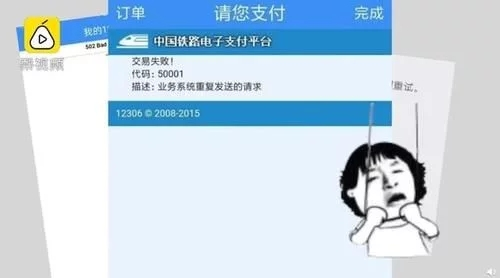 梨视频
我的1
502 Bad
订单 请您支付 完成
中国铁路电子支付平台
交易失败！
代码：50001
描述：业务系统重复发送的请求
12306 © 2008-2015
重试。